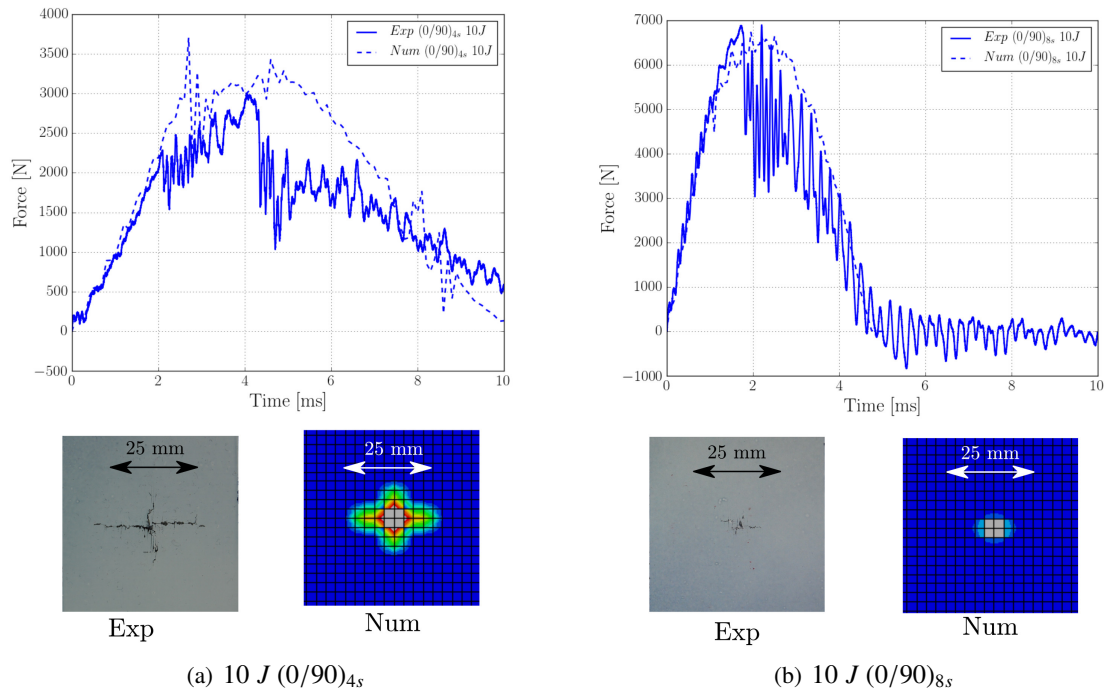 4000
3500
3000
2500
2000
1500
1000
500
0
−500
Force [N]
0 2 4 6 8 10
Time [ms]
Exp (0/90)4s 10J
Num (0/90)4s 10J
25 mm
25 mm
Exp
Num
(a) 10 J (0/90)4s
7000
6000
5000
4000
3000
2000
1000
0
−1000
Force [N]
0 2 4 6 8 10
Time [ms]
Exp (0/90)8s 10J
Num (0/90)8s 10J
25 mm
25 mm
Exp
Num
(b) 10 J (0/90)8s